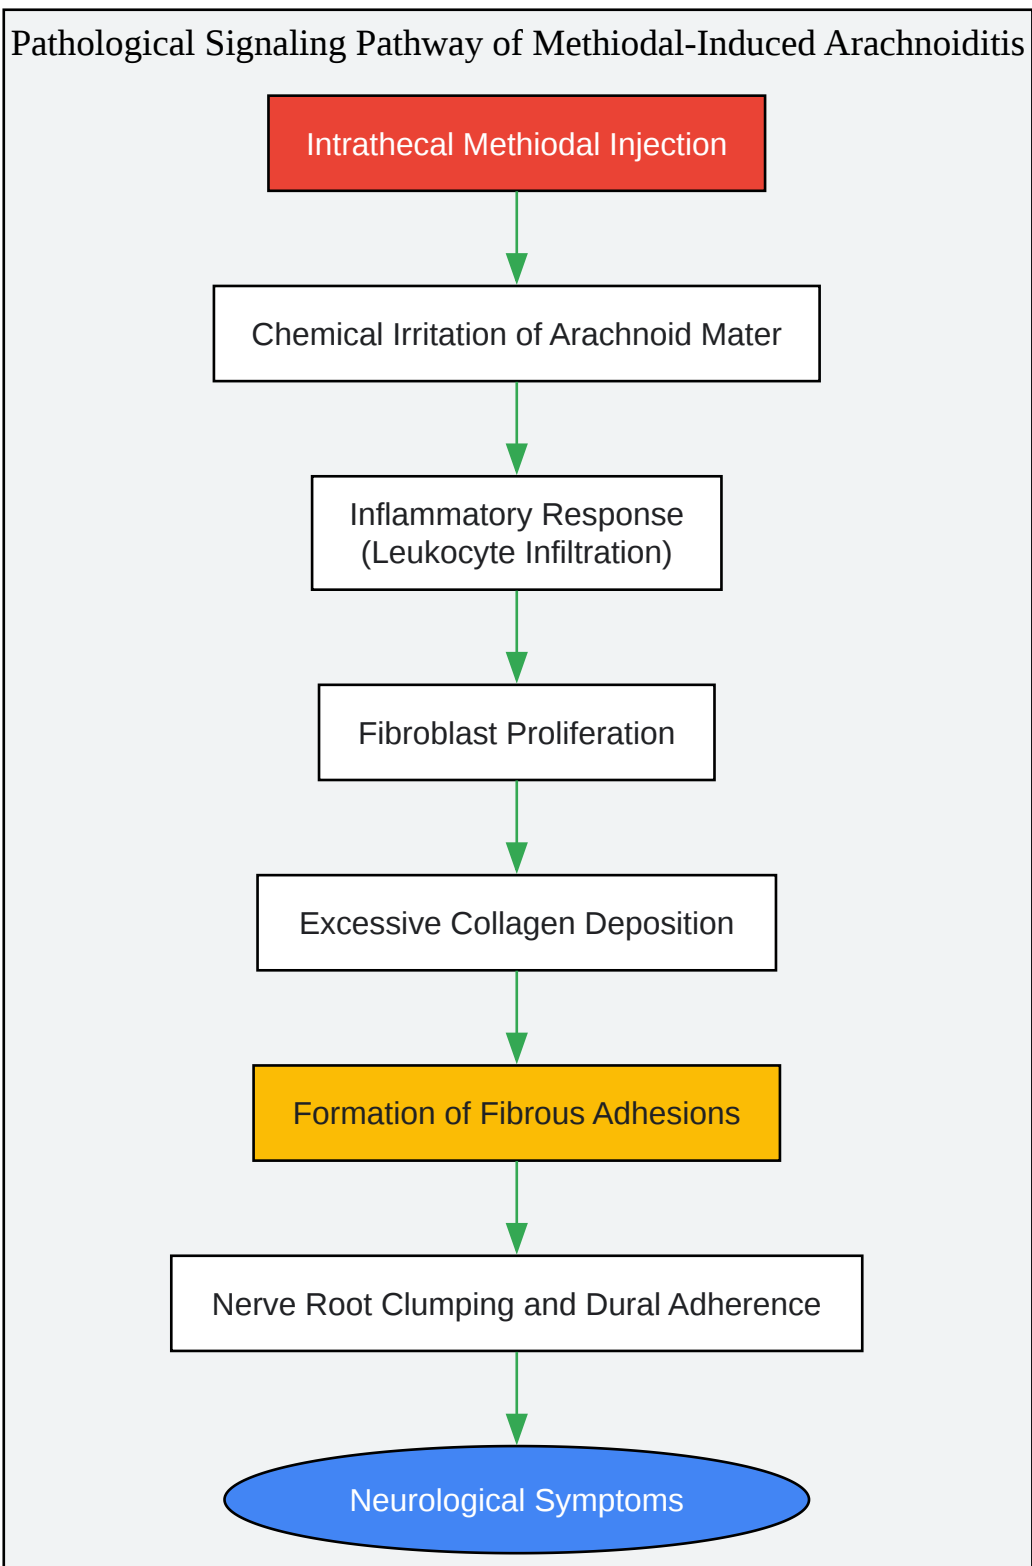 Pathological Signaling Pathway of Methiodal-Induced Arachnoiditis
Intrathecal Methiodal Injection
Chemical Irritation of Arachnoid Mater
Inflammatory Response
(Leukocyte Infiltration)
Fibroblast Proliferation
Excessive Collagen Deposition
Formation of Fibrous Adhesions
Nerve Root Clumping and Dural Adherence
Neurological Symptoms